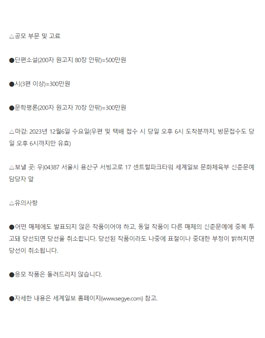 △공모 부문 및 고료
●단편소설(200자 원고지 80장 안팎)=500만원
●시(3편 이상)=300만원
●문학평론(200자 원고자 70장 안팎)=300만원
△마감: 2023년 12월6일 수요일(우편 및 택배 접수 시 당일 오후 6시 도착분까지, 방문접수도 당
일 오후 6시까지만 유효)
△보낼 곳: 우)04387 서울시 용산구 서빙고로 17 센트럴파크타워 세계일보 문화체육부 신춘문예
담당자 앞
△유의사항
●어떤 매체에도 발표되지 않은 작품이어야 하고, 동일 작품이 다른 매체의 신춘문예에 중복 투
고돼 당선되면 당선을 취소합니다. 당선된 작품이라도 나중에 표절이나 중대한 부정이 밝혀지면
당선이 취소됩니다.
●응모 작품은 돌려드리지 않습니다.
●자세한 내용은 세계일보 홈페이지(www.segye.com) 참고.